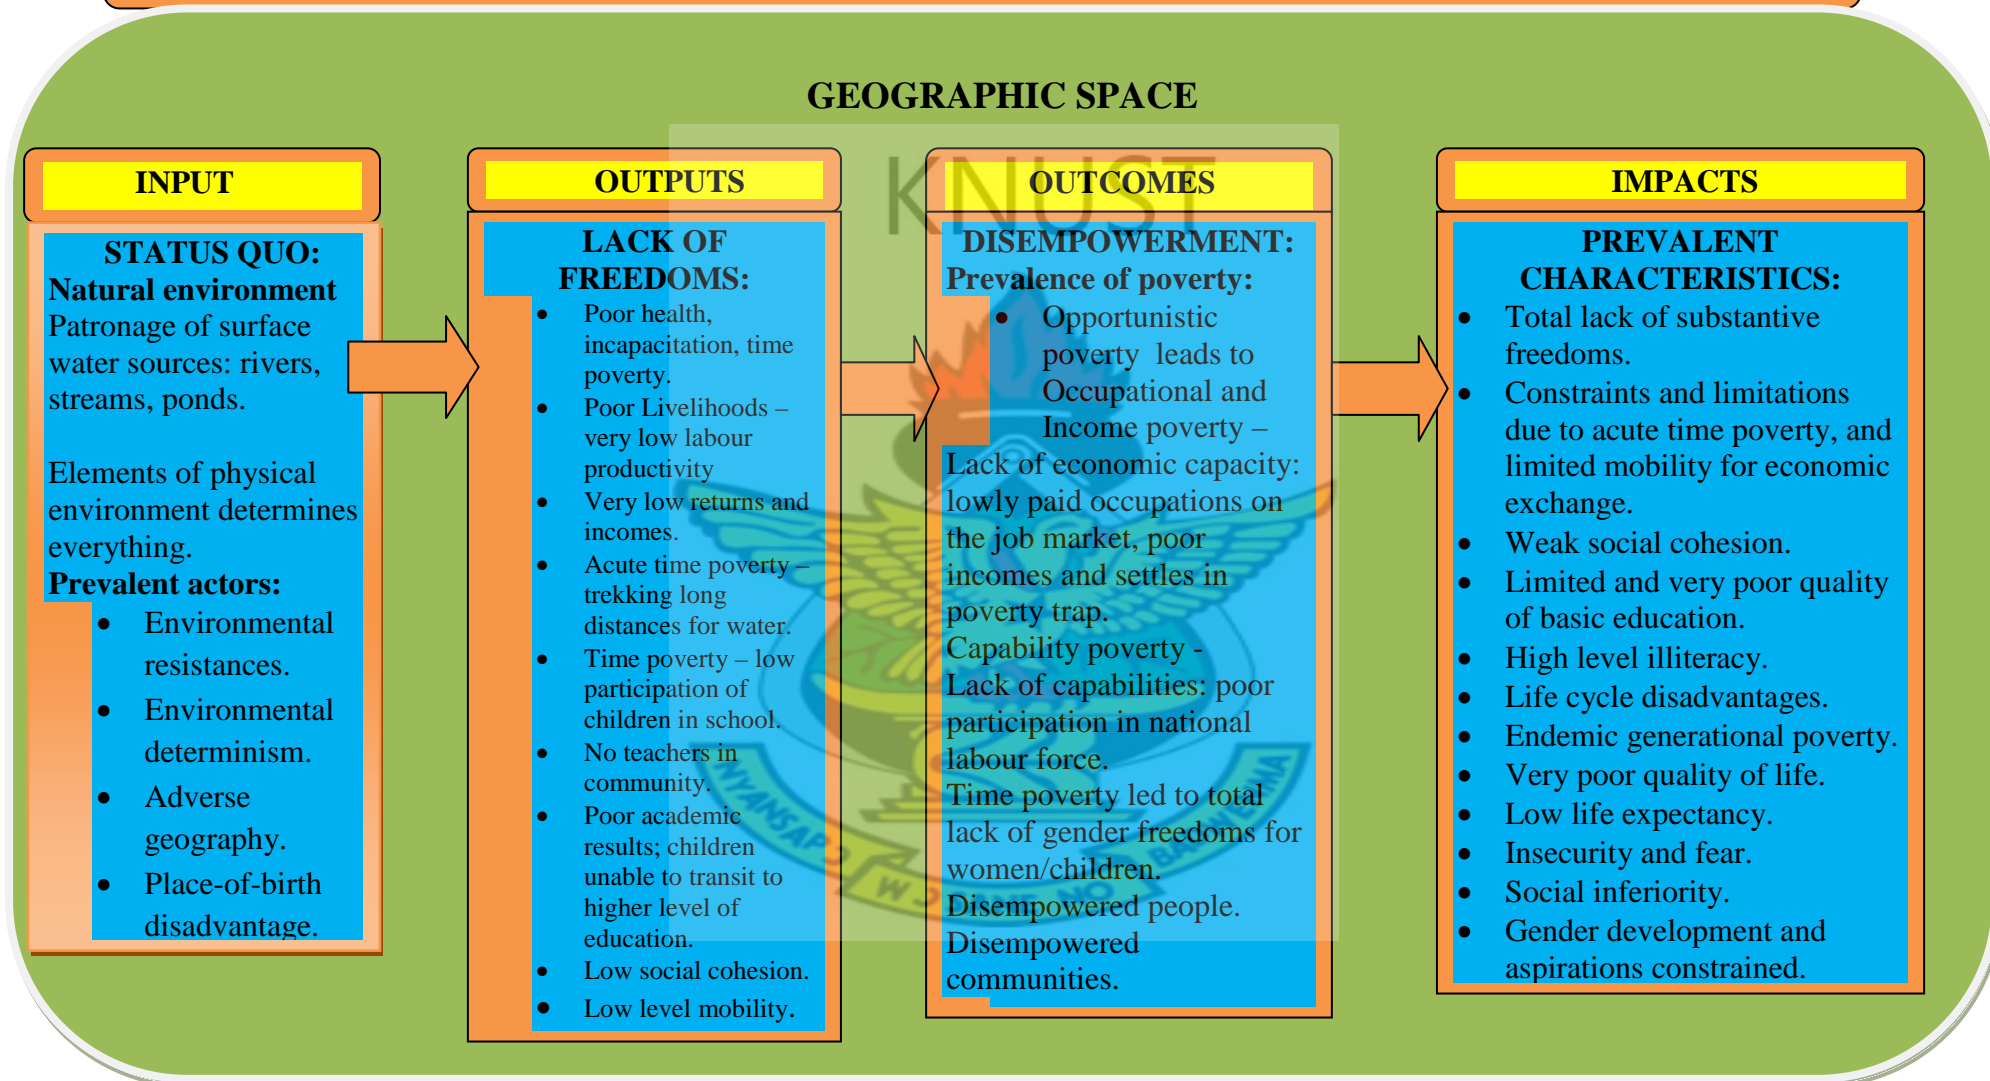 GEOGRAPHIC SPACE
KNUST
INPUT
STATUS QUO:
Natural environment
Patronage of surface
water sources: rivers,
streams, ponds.
Elements of physical
environment determines
everything.
Prevalent actors:
• Environmental
resistances.
• Environmental
determinism.
• Adverse
geography.
• Place-of-birth
disadvantage.
OUTPUTS
LACK OF
FREEDOMS:
• Poor health,
incapacitation, time
poverty.
• Poor Livelihoods –
very low labour
productivity
• Very low returns and
incomes.
• Acute time poverty –
trekking long
distances for water.
• Time poverty – low
participation of
children in school.
• No teachers in
community.
• Poor academic
results; children
unable to transit to
higher level of
education.
• Low social cohesion.
• Low level mobility.
OUTCOMES
DISEMPOWERMENT:
Prevalence of poverty:
• Opportunistic
poverty leads to
Occupational and
Income poverty –
Lack of economic capacity:
lowly paid occupations on
the job market, poor
incomes and settles in
poverty trap.
Capability poverty -
Lack of capabilities: poor
participation in national
labour force.
Time poverty led to total
lack of gender freedoms for
women/children.
Disempowered people.
Disempowered
communities.
IMPACTS
PREVALENT
CHARACTERISTICS:
• Total lack of substantive
freedoms.
• Constraints and limitations
due to acute time poverty, and
limited mobility for economic
exchange.
• Weak social cohesion.
• Limited and very poor quality
of basic education.
• High level illiteracy.
• Life cycle disadvantages.
• Endemic generational poverty.
• Very poor quality of life.
• Low life expectancy.
• Insecurity and fear.
• Social inferiority.
• Gender development and
aspirations constrained.
NYANSAPƆ WƆ SANE NO BADWEMA